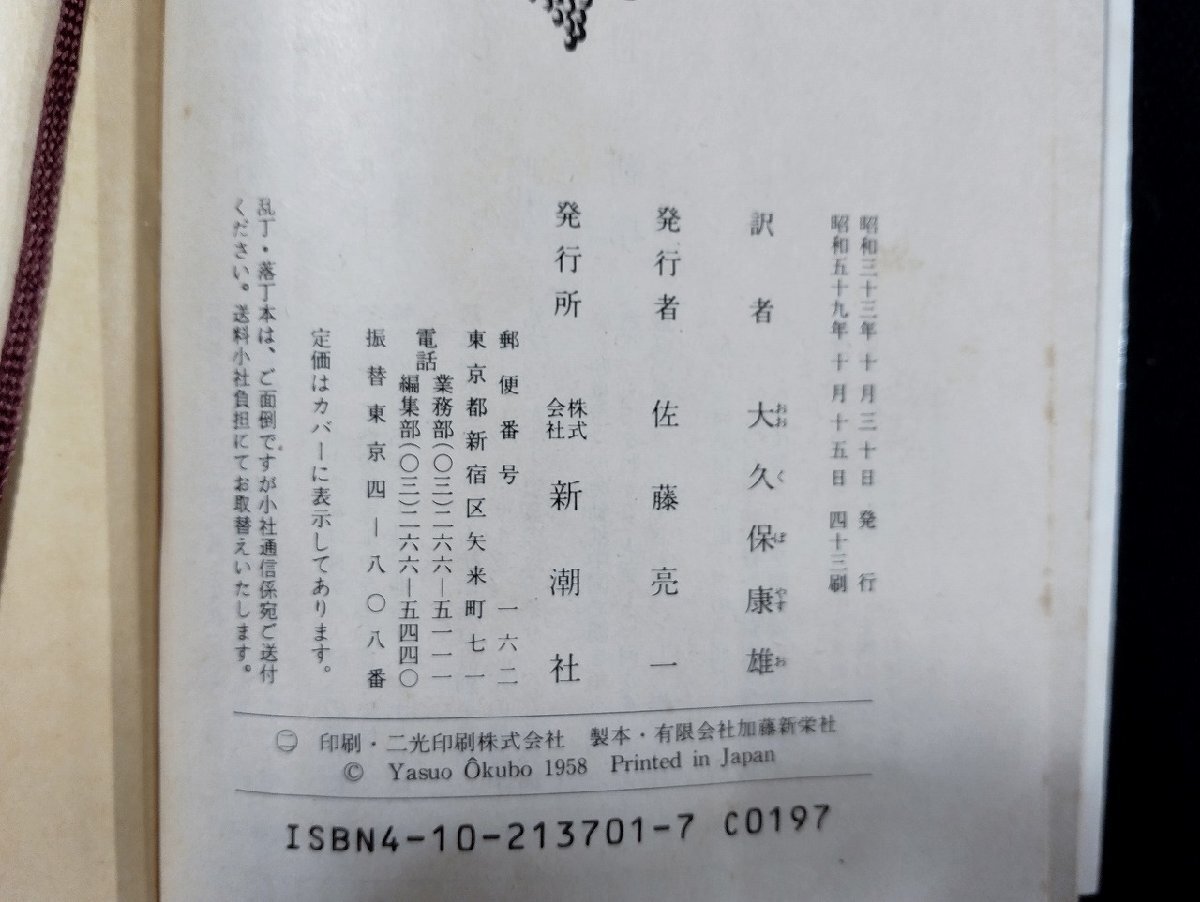 昭和三十三年十月三十日発行
昭和五十九年十月十五日四十三刷
訳者 大久保康雄
おおくぼやすお
発行者 佐藤亮一
発行所 株式会社 新潮社
郵便番号 一六二
東京都新宿区矢来町七一
電話 業務部(〇三)二六六―五一一一
編集部(〇三)二六六―五四四〇
振替東京四―八〇八番
定価はカバーに表示してあります。
乱丁・落丁本は、ご面倒ですが小社通信係宛ご送付
ください。送料小社負担にてお取替えいたします。
㊁ 印刷・二光印刷株式会社 製本・有限会社加藤新栄社
© Yasuo Ôkubo 1958 Printed in Japan
ISBN4-10-213701-7 C0197